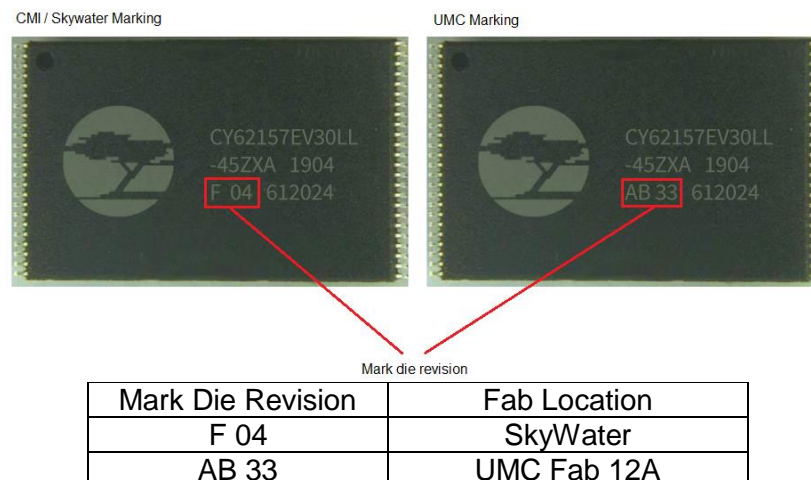 CMI / Skywater Marking
UMC Marking
CY62157EV30LL
-45ZXA 1904
F 04 612024
CY62157EV30LL
-45ZXA 1904
AB 33 612024
Mark die revision
Mark Die Revision Fab Location
F 04 SkyWater
AB 33 UMC Fab 12A